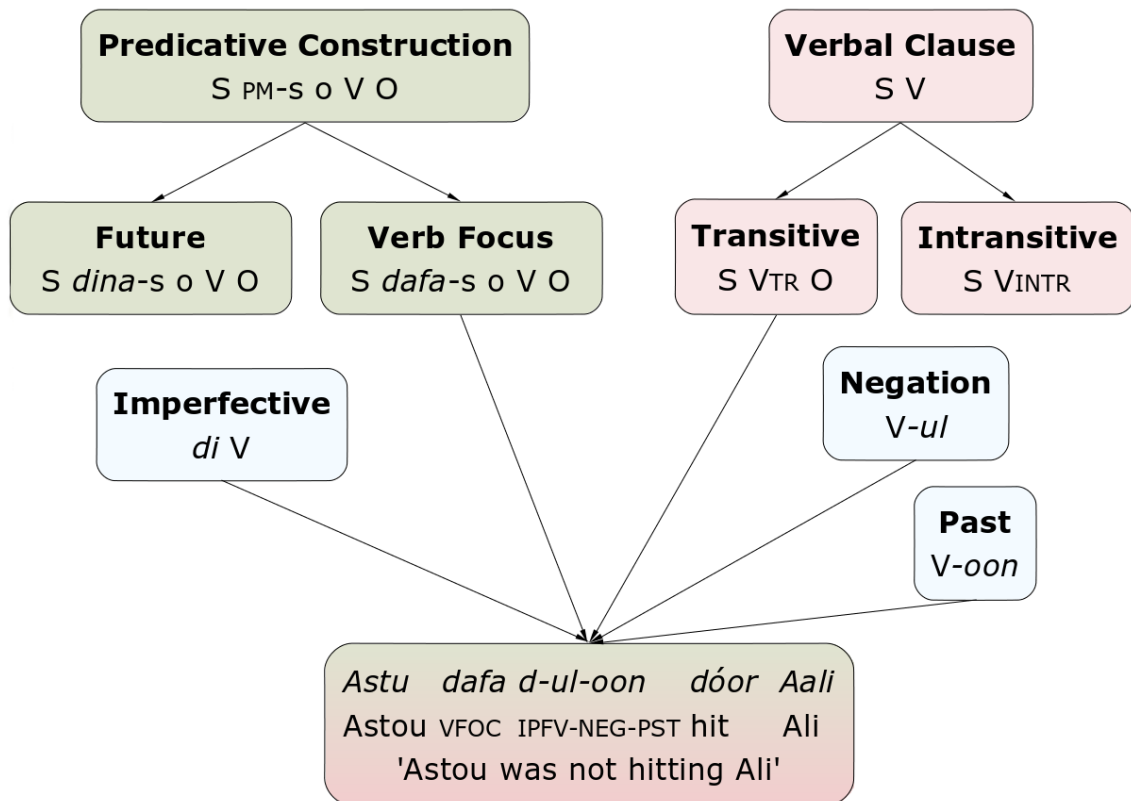 Predicative Construction
S PM-s o V O
Verbal Clause
S V
Future
S dina-s o V O
Verb Focus
S dafa-s o V O
Transitive
S VTR O
Intransitive
S VINTR
Imperfective
di V
Negation
V-ul
Past
V-oon
Astu dafa d-ul-oon dóor Aali
Astou VFOC IPFV-NEG-PST hit Ali
'Astou was not hitting Ali'